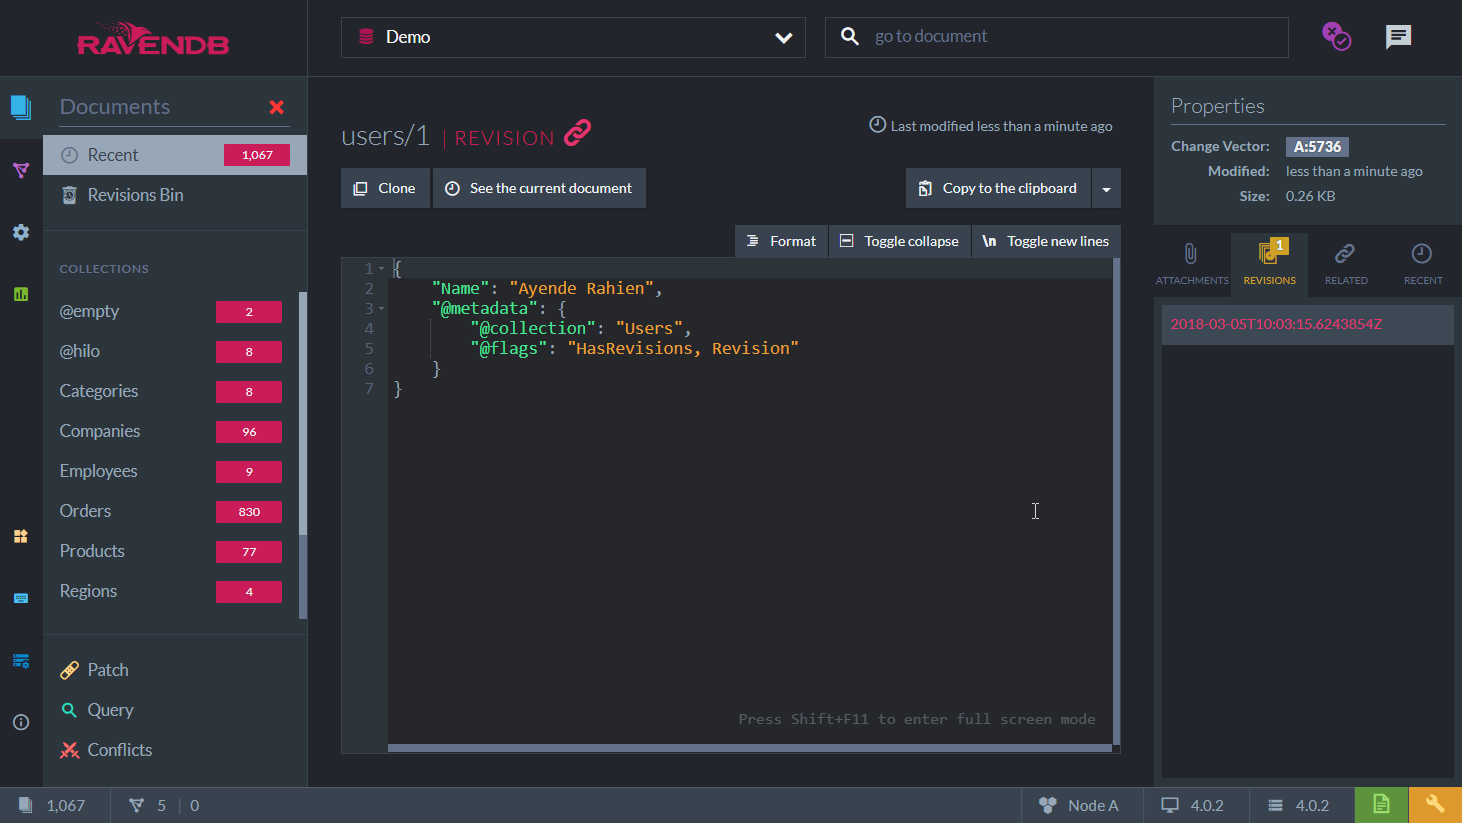 RAVENDB
Demo
go to document
Documents
Recent 1,067
Revisions Bin
COLLECTIONS
@empty 2
@hilo 8
Categories 8
Companies 96
Employees 9
Orders 830
Products 77
Regions 4
Patch
Query
Conflicts
users/1 | REVISION
Last modified less than a minute ago
Clone
See the current document
Copy to the clipboard
Format
Toggle collapse
\n Toggle new lines
1 {
2 "Name": "Ayende Rahien",
3 "@metadata": {
4 "@collection": "Users",
5 "@flags": "HasRevisions, Revision"
6 }
7 }
Press Shift+F11 to enter full screen mode
Properties
Change Vector: A:5736
Modified: less than a minute ago
Size: 0.26 KB
ATTACHMENTS
1
REVISIONS
RELATED
RECENT
2018-03-05T10:03:15.6243854Z
1,067
5 | 0
Node A
4.0.2
4.0.2